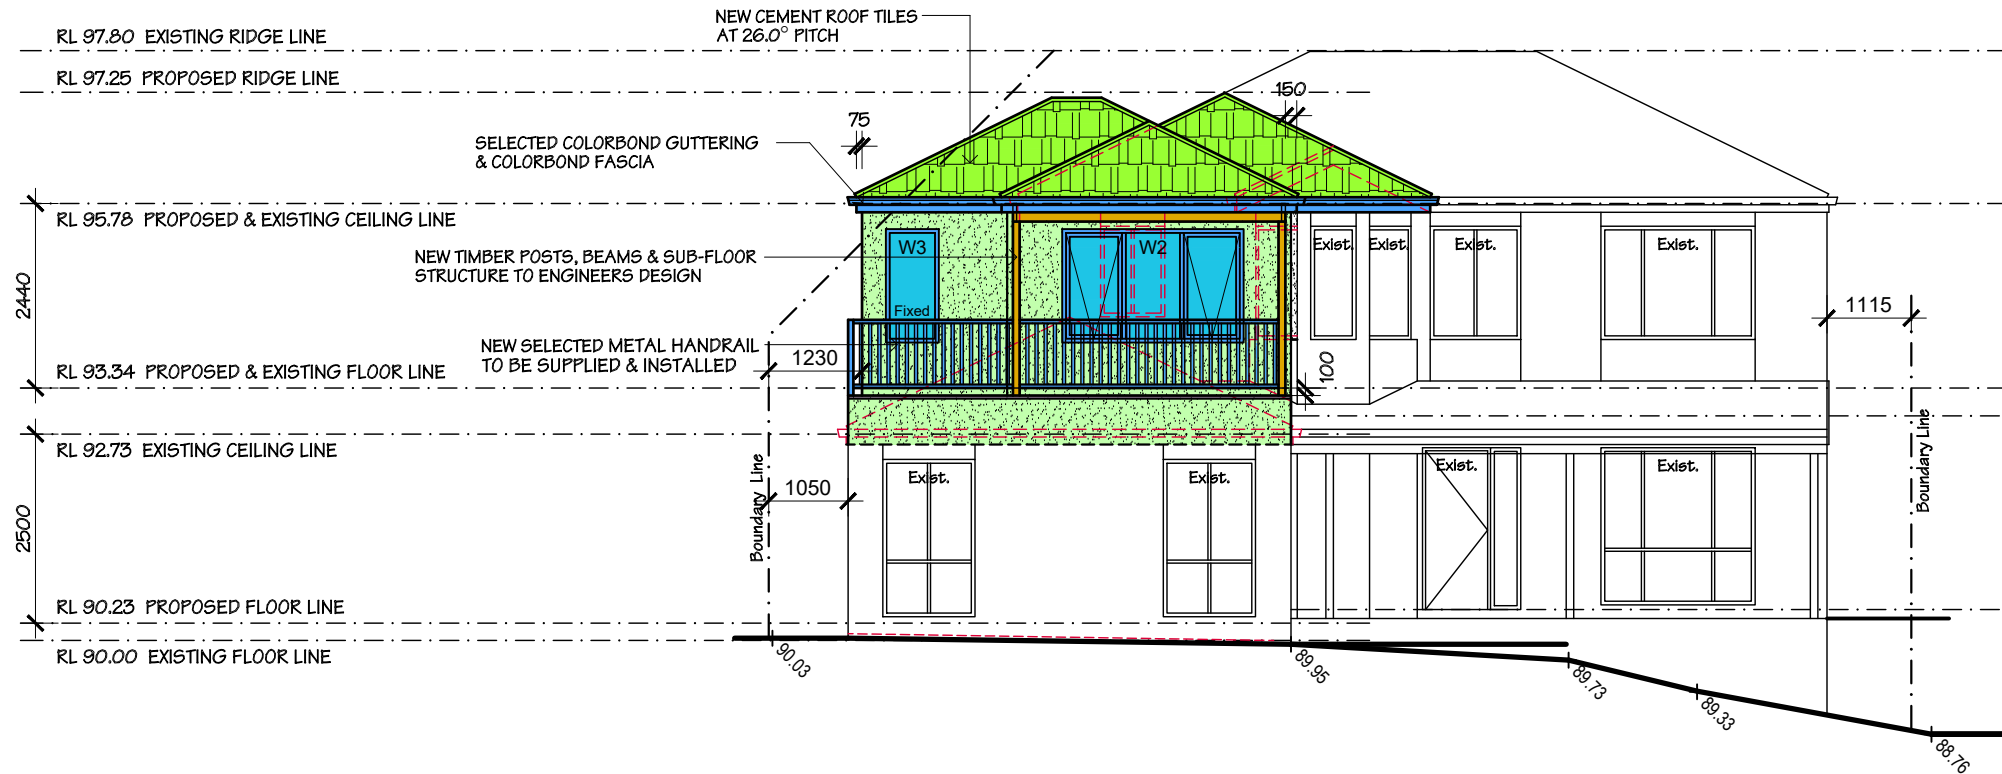 NEW CEMENT ROOF TILES
AT 26.0° PITCH
RL 97.80 EXISTING RIDGE LINE
RL 97.25 PROPOSED RIDGE LINE
150
75
SELECTED COLORBOND GUTTERING
& COLORBOND FASCIA
RL 95.78 PROPOSED & EXISTING CEILING LINE
W3
W2
Exist.
Exist.
Exist.
Exist.
NEW TIMBER POSTS, BEAMS & SUB-FLOOR
STRUCTURE TO ENGINEERS DESIGN
2440
Fixed
1115
NEW SELECTED METAL HANDRAIL
TO BE SUPPLIED & INSTALLED
1230
100
RL 93.34 PROPOSED & EXISTING FLOOR LINE
RL 92.73 EXISTING CEILING LINE
Boundary Line
Boundary Line
Exist.
Exist.
Exist.
Exist.
1050
2500
RL 90.23 PROPOSED FLOOR LINE
RL 90.00 EXISTING FLOOR LINE
90.03
89.95
89.73
89.33
88.76